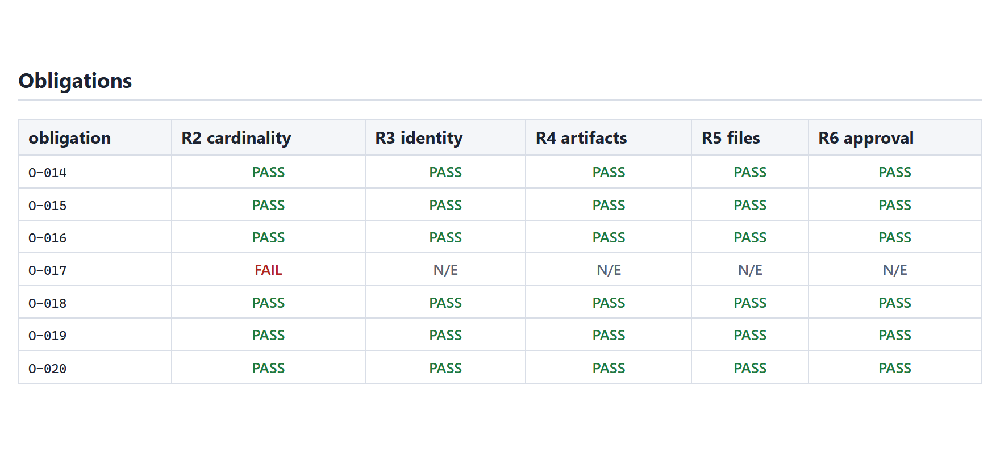 Obligations
obligation R2 cardinality R3 identity R4 artifacts R5 files R6 approval
O-014 PASS PASS PASS PASS PASS
O-015 PASS PASS PASS PASS PASS
O-016 PASS PASS PASS PASS PASS
O-017 FAIL N/E N/E N/E N/E
O-018 PASS PASS PASS PASS PASS
O-019 PASS PASS PASS PASS PASS
O-020 PASS PASS PASS PASS PASS